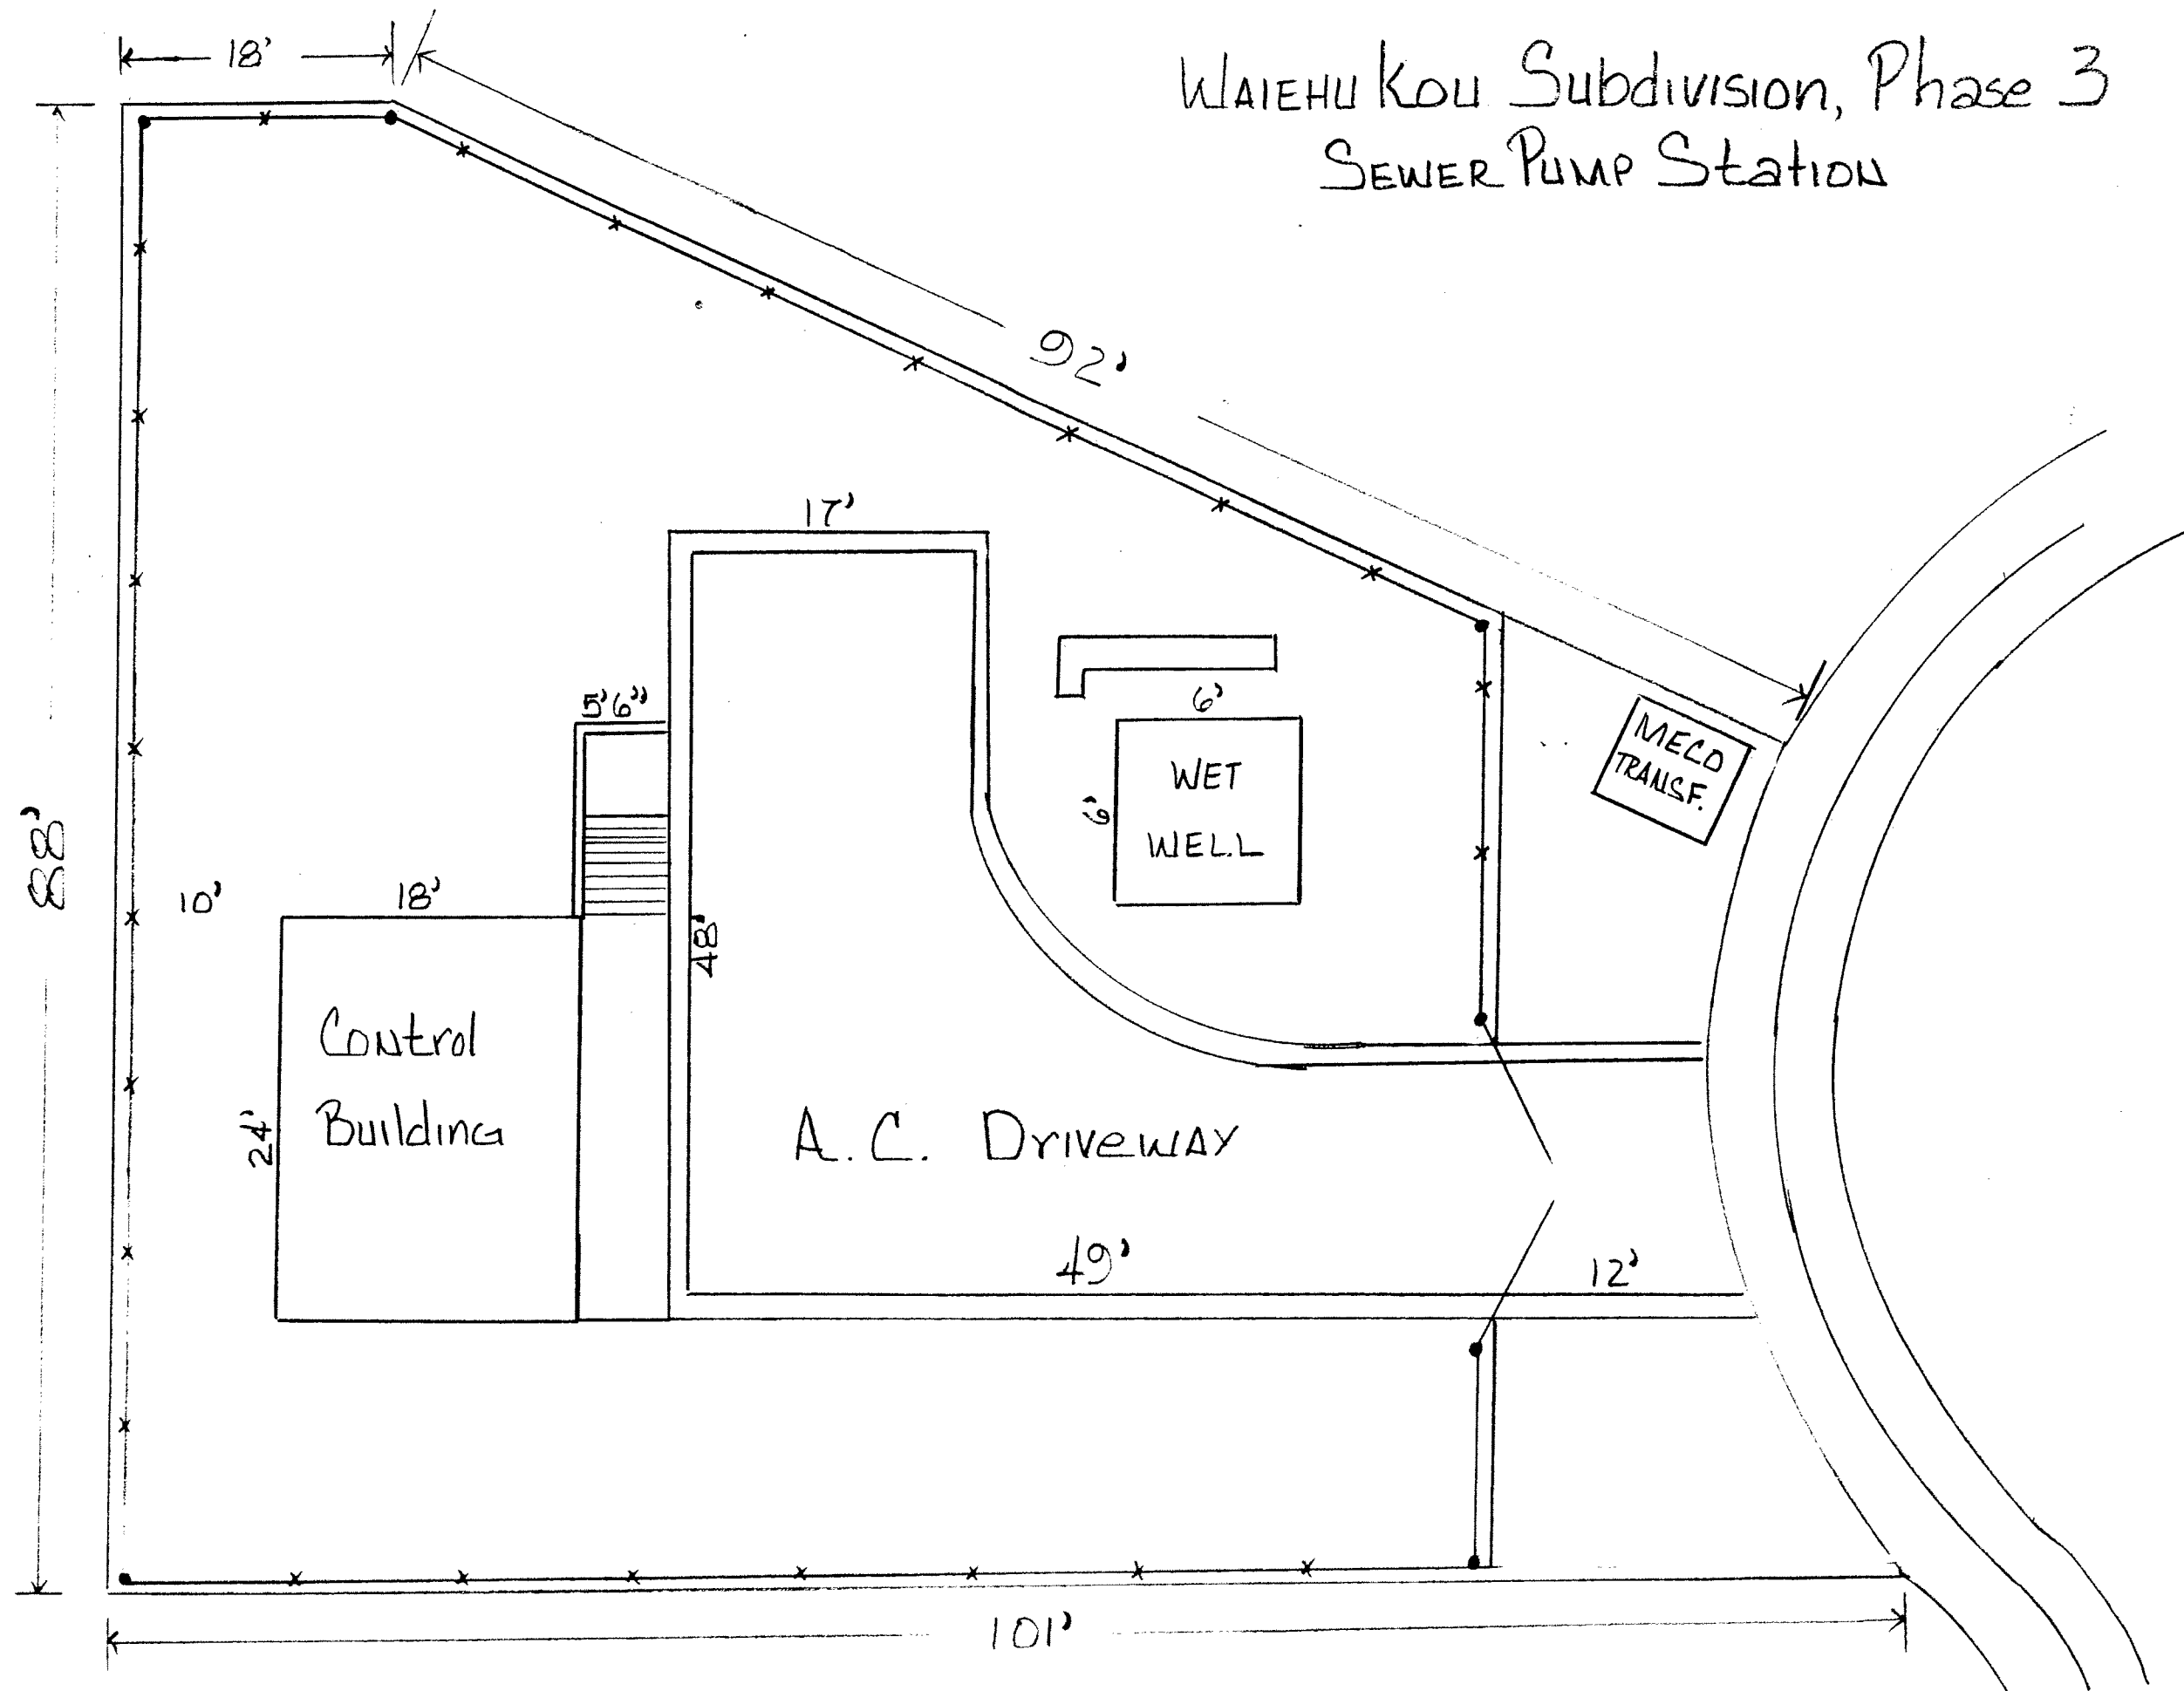 18'
WAIEHU KOU Subdivision, Phase 3
SEWER PUMP Station
92'
17'
5'6"
6'
MECO
TRANSF.
WET
WELL
6'
88'
10'
18'
48'
Control
Building
24'
A.C. Driveway
49'
12'
101'